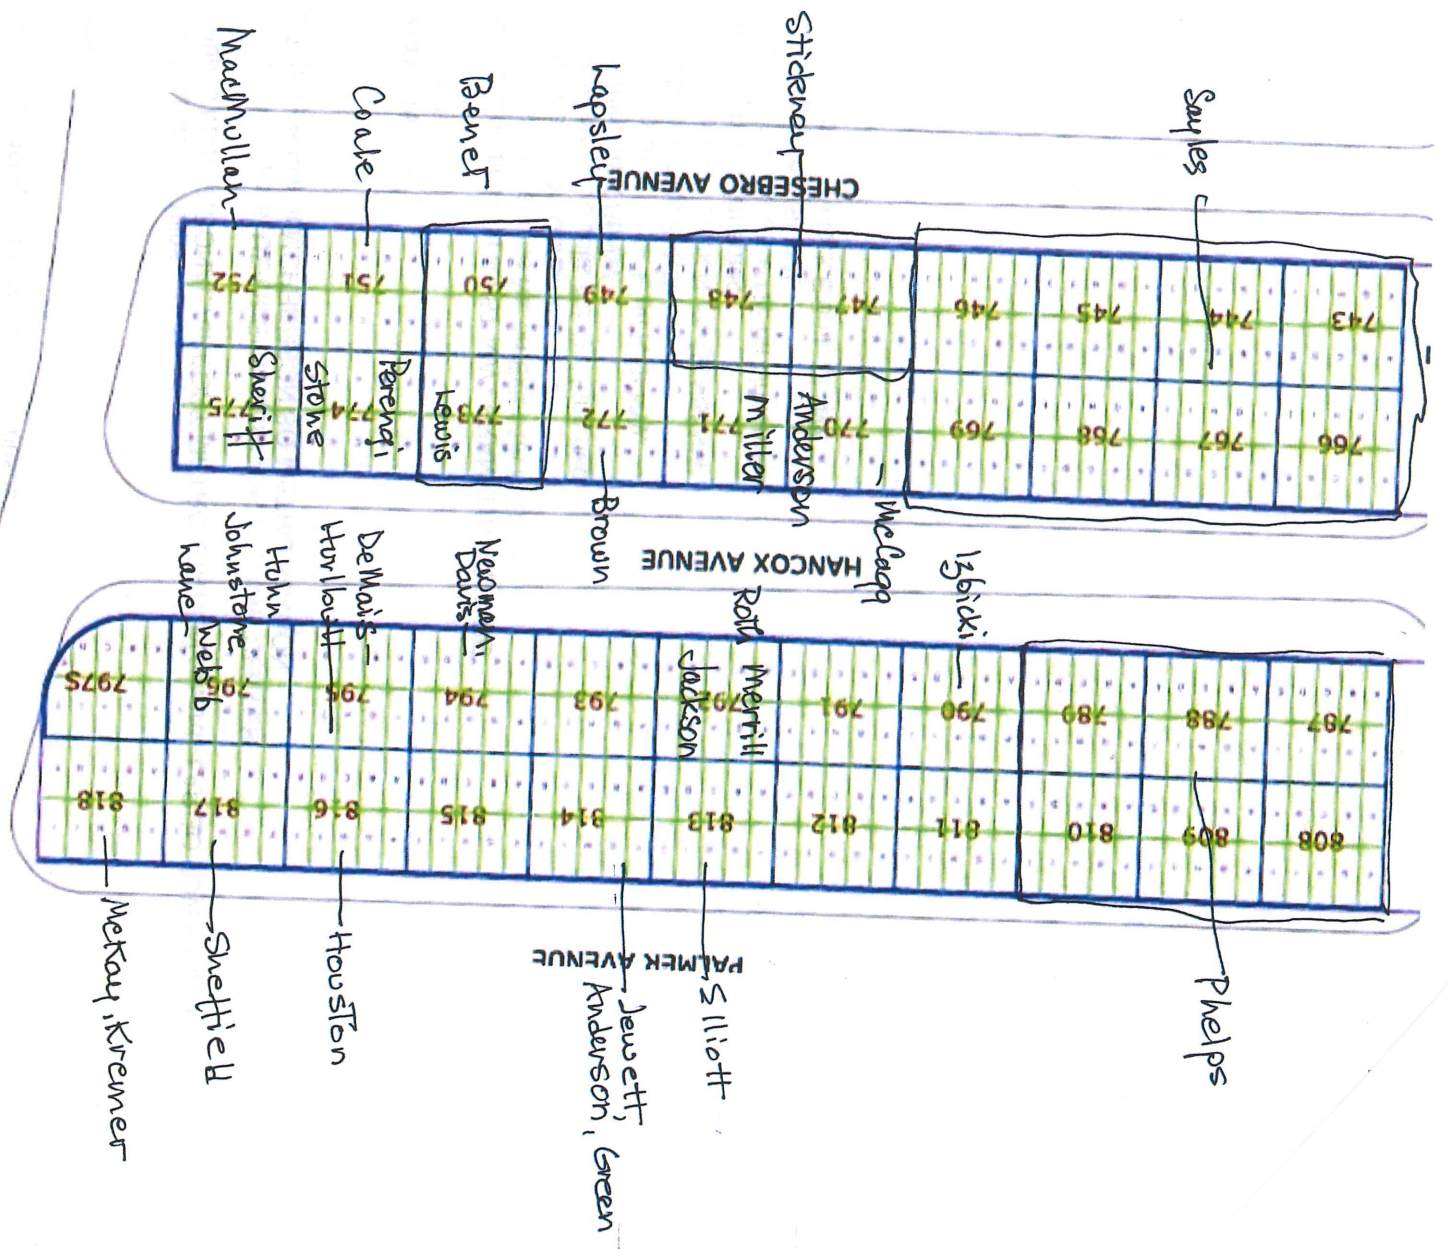 MacMullan
Coale
Benet
Lapsley
Stickney
Sayles
CHESEBRO AVENUE
752
751
750
749
748
747
746
745
744
743
775
774
773
772
771
770
769
768
767
766
Sheriff
Stone
Perengi
Lewis
Brown
Miller
Anderson
McCagg
HANCOX AVENUE
Lane
Johnstone
Huhn
Webb
Hurlbutt
DeMais
Newman,
Davis
Roth
Merrill
Jackson
Izbicki
797S
796
795
794
793
792
791
790
789
788
787
818
817
816
815
814
813
812
811
810
809
808
PALMER AVENUE
McKay, Kremer
Sheffield
Houston
Jewett,
Anderson, Green
Silliott
Phelps